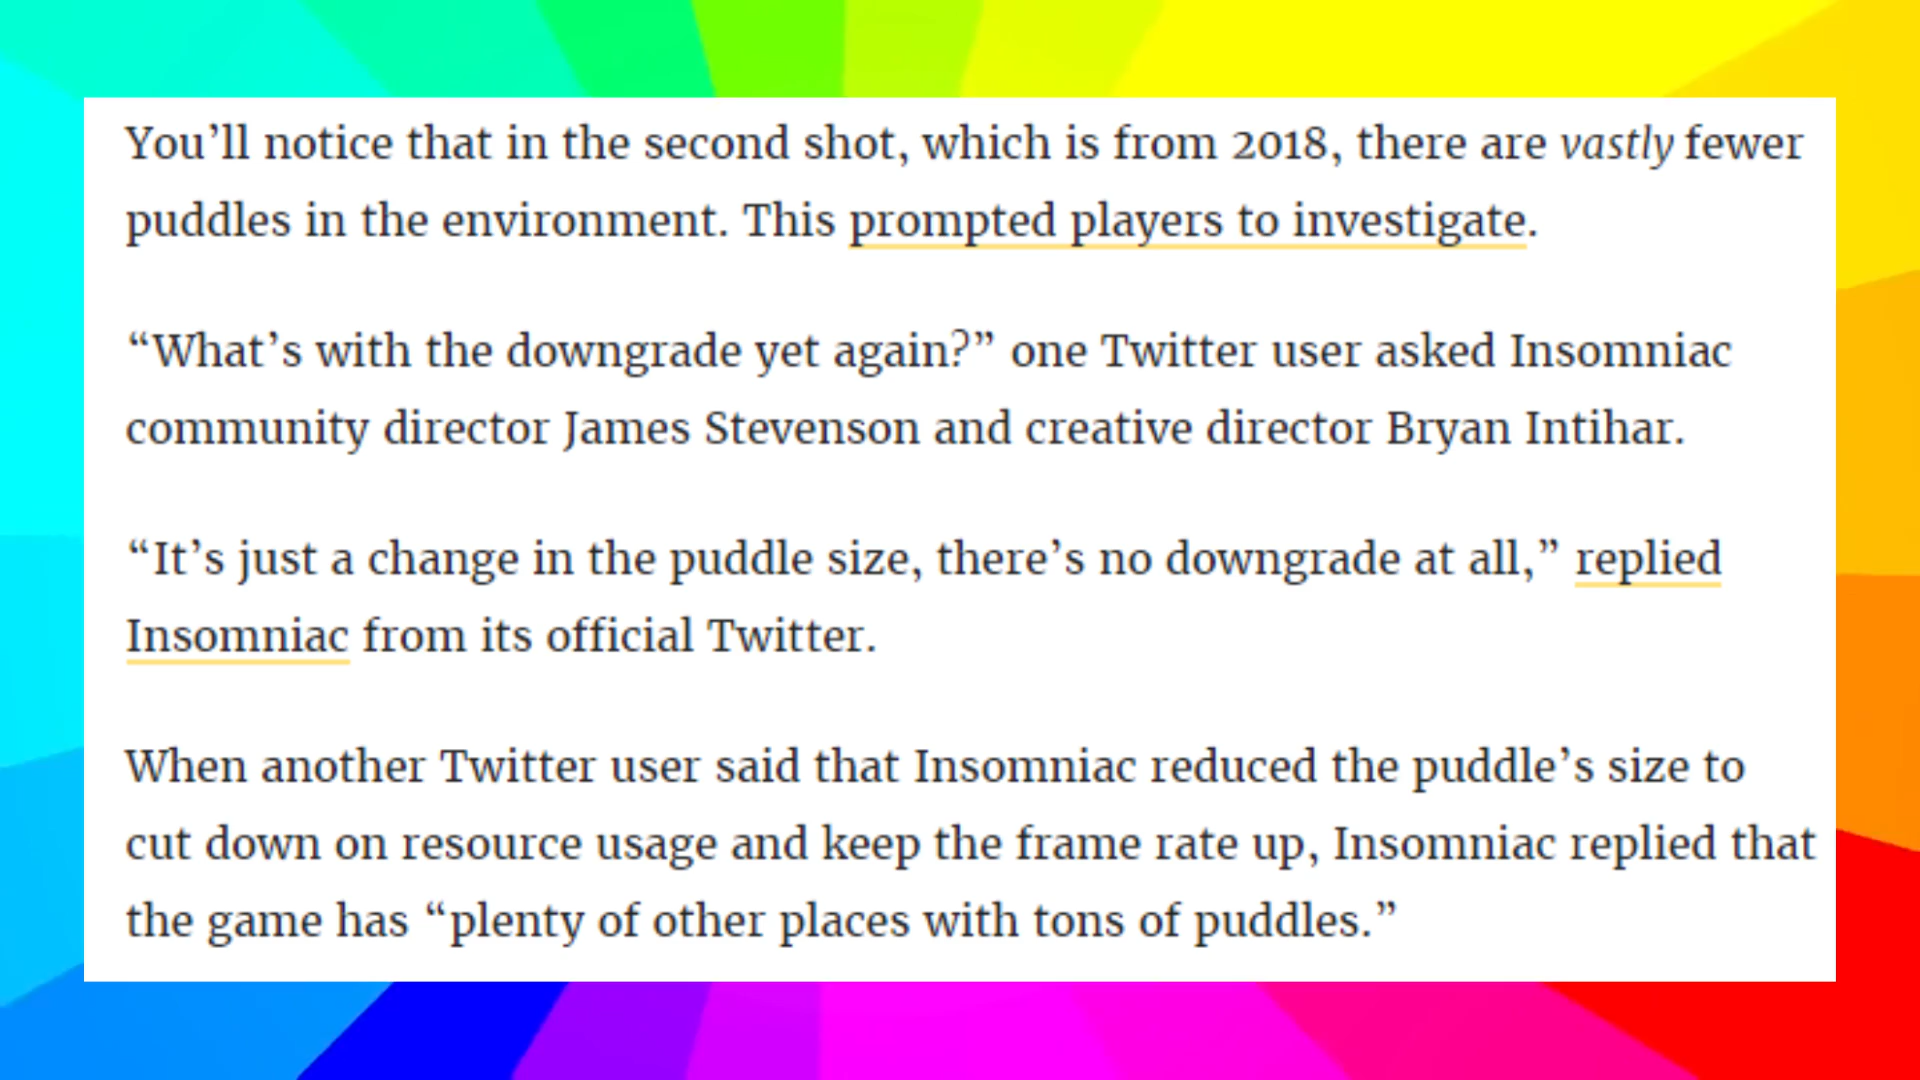 You’ll notice that in the second shot, which is from 2018, there are vastly fewer
puddles in the environment. This prompted players to investigate.
“What’s with the downgrade yet again?” one Twitter user asked Insomniac
community director James Stevenson and creative director Bryan Intihar.
“It’s just a change in the puddle size, there’s no downgrade at all,” replied
Insomniac from its official Twitter.
When another Twitter user said that Insomniac reduced the puddle’s size to
cut down on resource usage and keep the frame rate up, Insomniac replied that
the game has “plenty of other places with tons of puddles.”